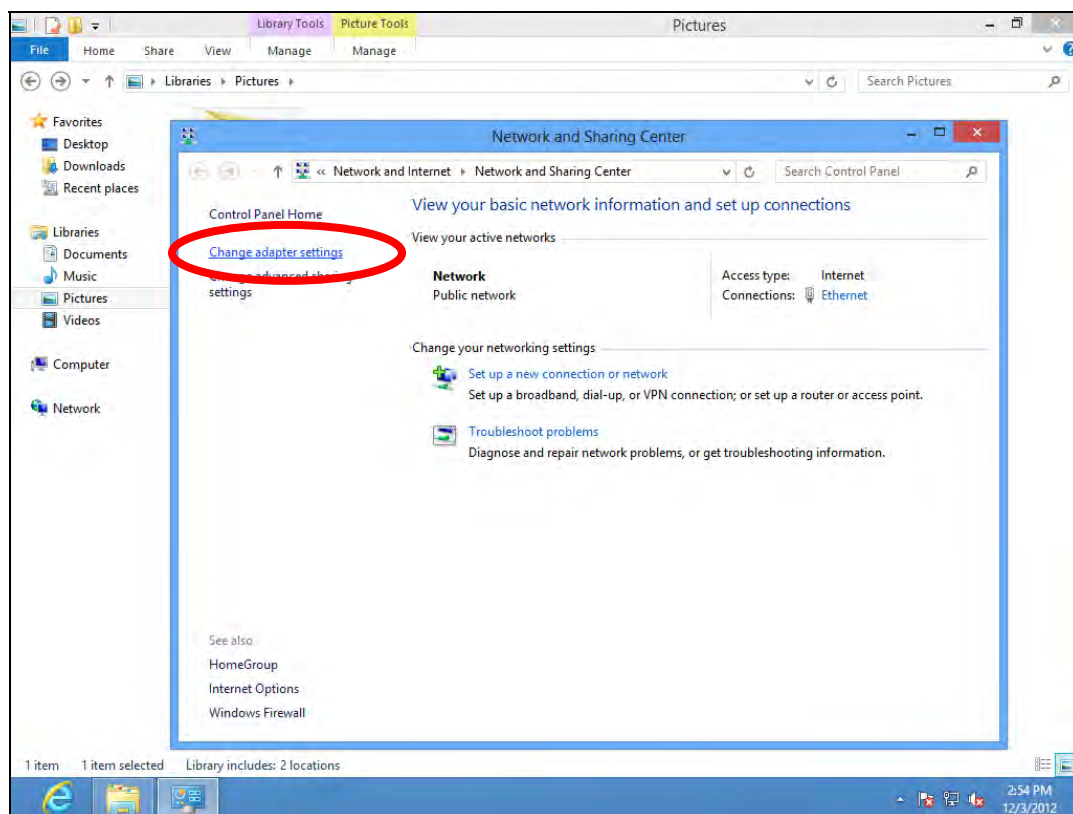 Library Tools Picture Tools Pictures
File Home Share View Manage Manage
Libraries Pictures Search Pictures
Favorites
Desktop
Downloads
Recent places
Libraries
Documents
Music
Pictures
Videos
Computer
Network
Network and Sharing Center
« Network and Internet Network and Sharing Center Search Control Panel
Control Panel Home
Change adapter settings
Change advanced sharing
settings
See also
HomeGroup
Internet Options
Windows Firewall
View your basic network information and set up connections
View your active networks
Network
Public network
Access type: Internet
Connections: Ethernet
Change your networking settings
Set up a new connection or network
Set up a broadband, dial-up, or VPN connection; or set up a router or access point.
Troubleshoot problems
Diagnose and repair network problems, or get troubleshooting information.
1 item 1 item selected Library includes: 2 locations
2:54 PM
12/3/2012